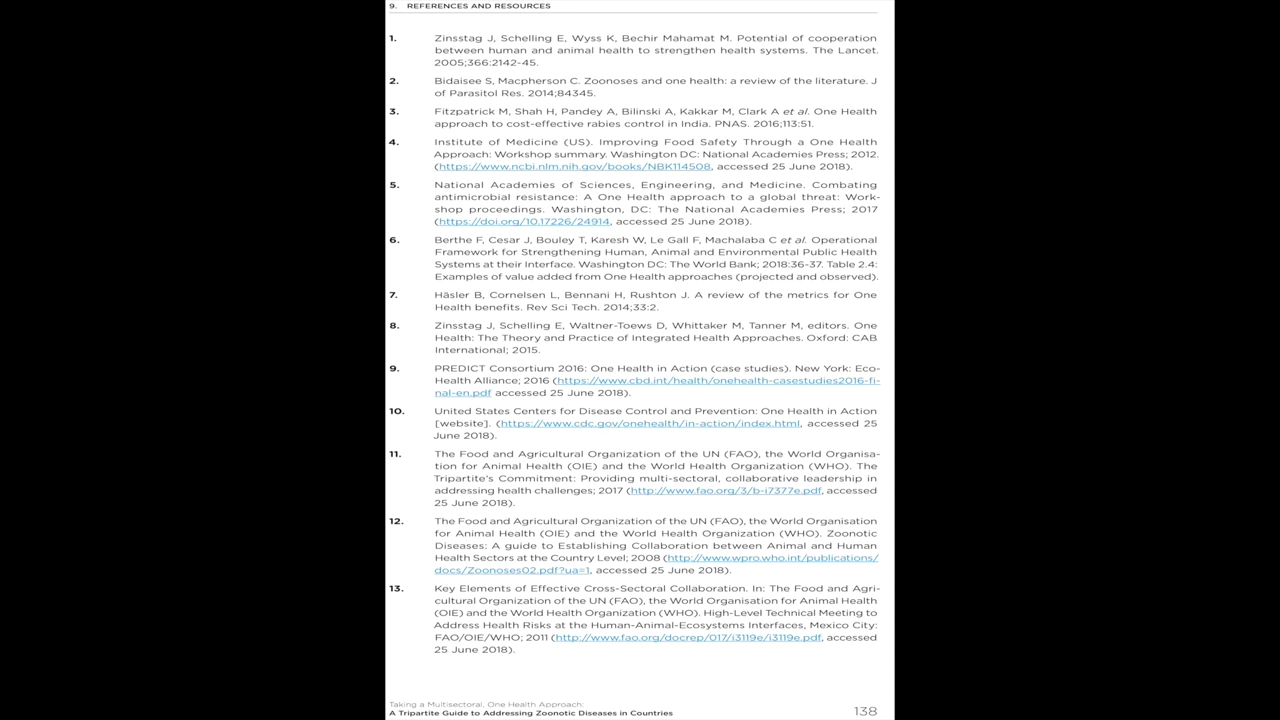 9. REFERENCES AND RESOURCES
1. Zinsstag J, Schelling E, Wyss K, Bechir Mahamat M. Potential of cooperation
between human and animal health to strengthen health systems. The Lancet.
2005;366:2142-45.
2. Bidaisee S, Macpherson C. Zoonoses and one health: a review of the literature. J
of Parasitol Res. 2014;84345.
3. Fitzpatrick M, Shah H, Pandey A, Bilinski A, Kakkar M, Clark A et al. One Health
approach to cost-effective rabies control in India. PNAS. 2016;113:51.
4. Institute of Medicine (US). Improving Food Safety Through a One Health
Approach: Workshop summary. Washington DC: National Academies Press; 2012.
(https://www.ncbi.nlm.nih.gov/books/NBK114508, accessed 25 June 2018).
5. National Academies of Sciences, Engineering, and Medicine. Combating
antimicrobial resistance: A One Health approach to a global threat: Work-
shop proceedings. Washington, DC: The National Academies Press; 2017
(https://doi.org/10.17226/24914, accessed 25 June 2018).
6. Berthe F, Cesar J, Bouley T, Karesh W, Le Gall F, Machalaba C et al. Operational
Framework for Strengthening Human, Animal and Environmental Public Health
Systems at their Interface. Washington DC: The World Bank; 2018:36-37. Table 2.4:
Examples of value added from One Health approaches (projected and observed).
7. Häsler B, Cornelsen L, Bennani H, Rushton J. A review of the metrics for One
Health benefits. Rev Sci Tech. 2014;33:2.
8. Zinsstag J, Schelling E, Waltner-Toews D, Whittaker M, Tanner M, editors. One
Health: The Theory and Practice of Integrated Health Approaches. Oxford: CAB
International; 2015.
9. PREDICT Consortium 2016: One Health in Action (case studies). New York: Eco-
Health Alliance; 2016 (https://www.cbd.int/health/onehealth-casestudies2016-fi-
nal-en.pdf accessed 25 June 2018).
10. United States Centers for Disease Control and Prevention: One Health in Action
[website]. (https://www.cdc.gov/onehealth/in-action/index.html, accessed 25
June 2018).
11. The Food and Agricultural Organization of the UN (FAO), the World Organisa-
tion for Animal Health (OIE) and the World Health Organization (WHO). The
Tripartite's Commitment: Providing multi-sectoral, collaborative leadership in
addressing health challenges; 2017 (http://www.fao.org/3/b-i7377e.pdf, accessed
25 June 2018).
12. The Food and Agricultural Organization of the UN (FAO), the World Organisation
for Animal Health (OIE) and the World Health Organization (WHO). Zoonotic
Diseases: A guide to Establishing Collaboration between Animal and Human
Health Sectors at the Country Level; 2008 (http://www.wpro.who.int/publications/
docs/Zoonoses02.pdf?ua=1, accessed 25 June 2018).
13. Key Elements of Effective Cross-Sectoral Collaboration. In: The Food and Agri-
cultural Organization of the UN (FAO), the World Organisation for Animal Health
(OIE) and the World Health Organization (WHO). High-Level Technical Meeting to
Address Health Risks at the Human-Animal-Ecosystems Interfaces, Mexico City:
FAO/OIE/WHO; 2011 (http://www.fao.org/docrep/017/i3119e/i3119e.pdf, accessed
25 June 2018).
Taking a Multisectoral, One Health Approach:
A Tripartite Guide to Addressing Zoonotic Diseases in Countries
138